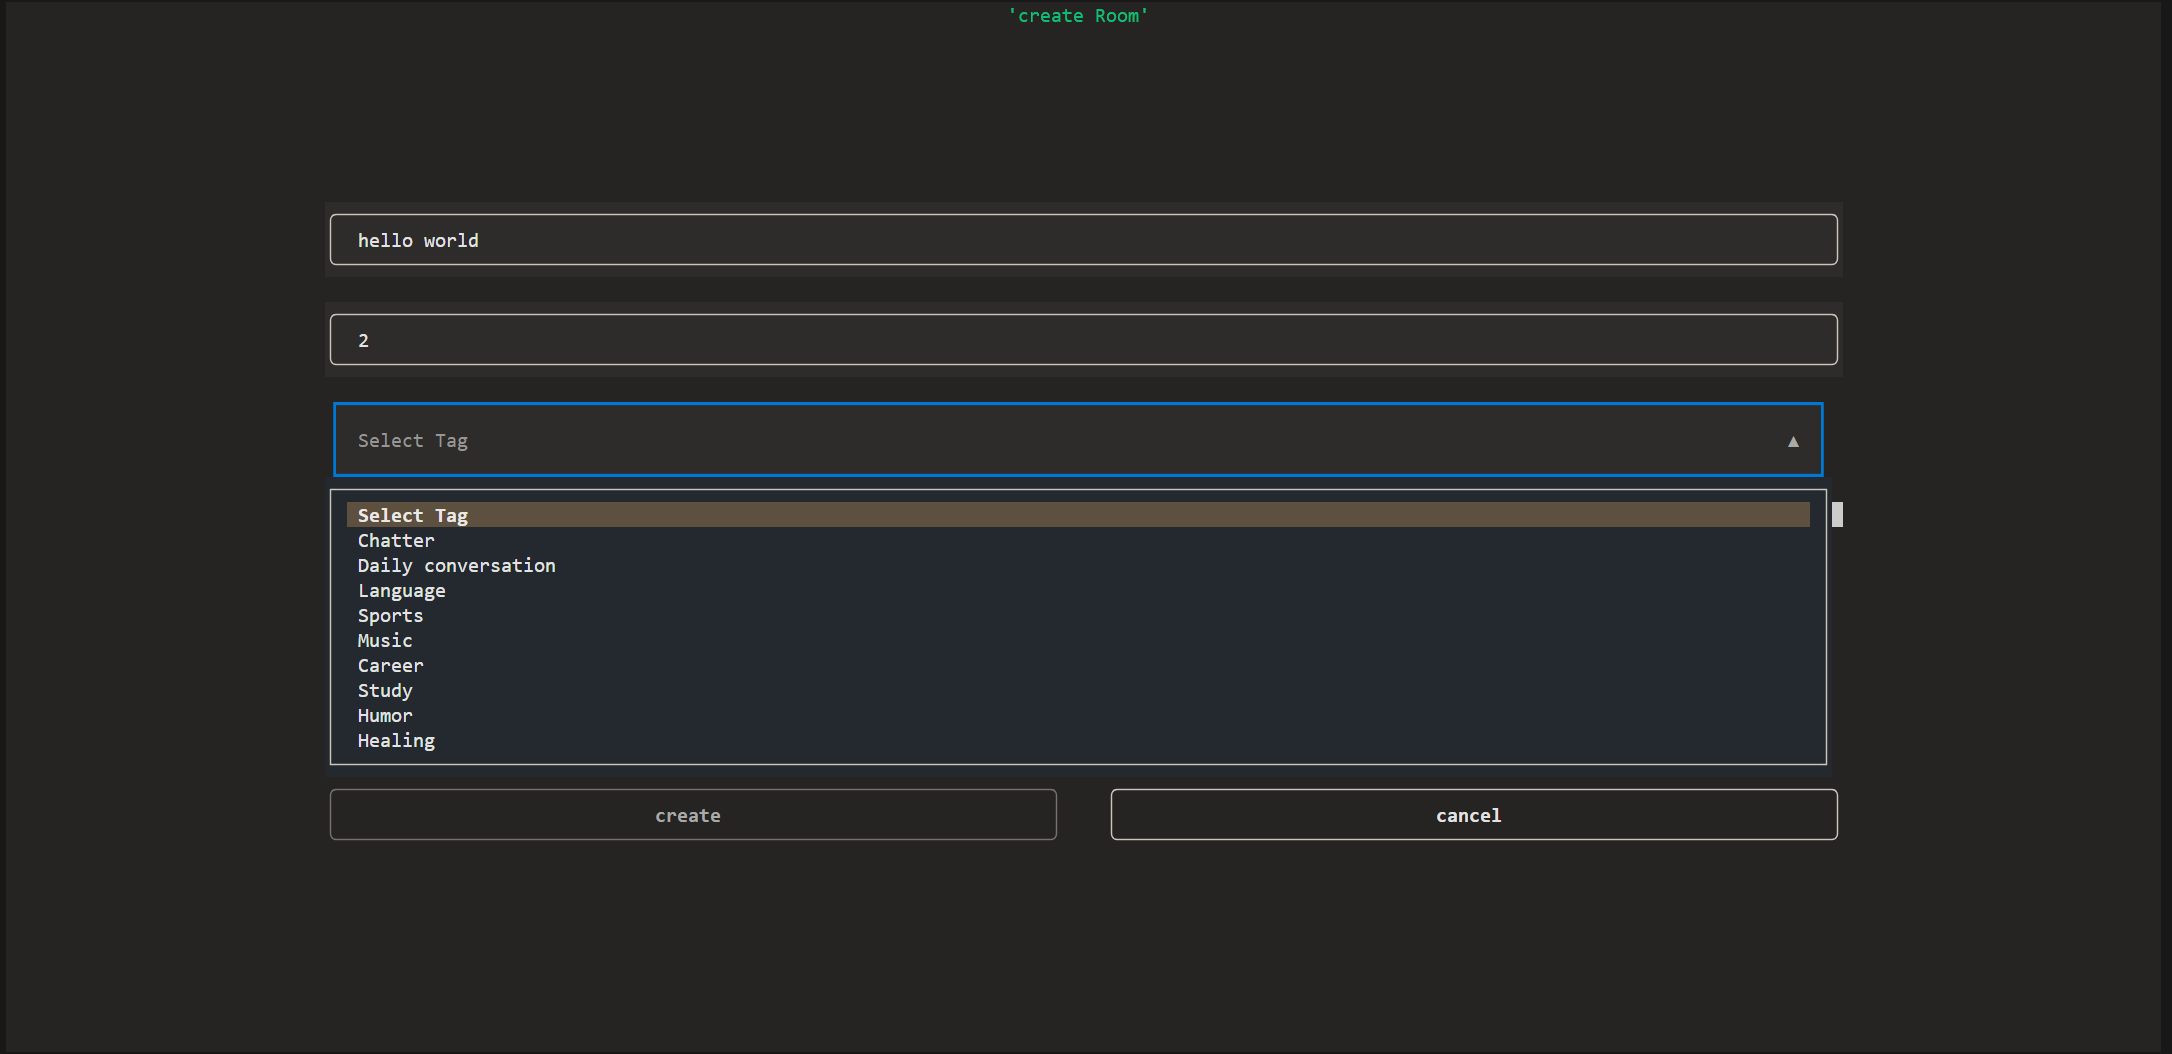 'create Room'
hello world
2
Select Tag ▲
Select Tag
Chatter
Daily conversation
Language
Sports
Music
Career
Study
Humor
Healing
create cancel